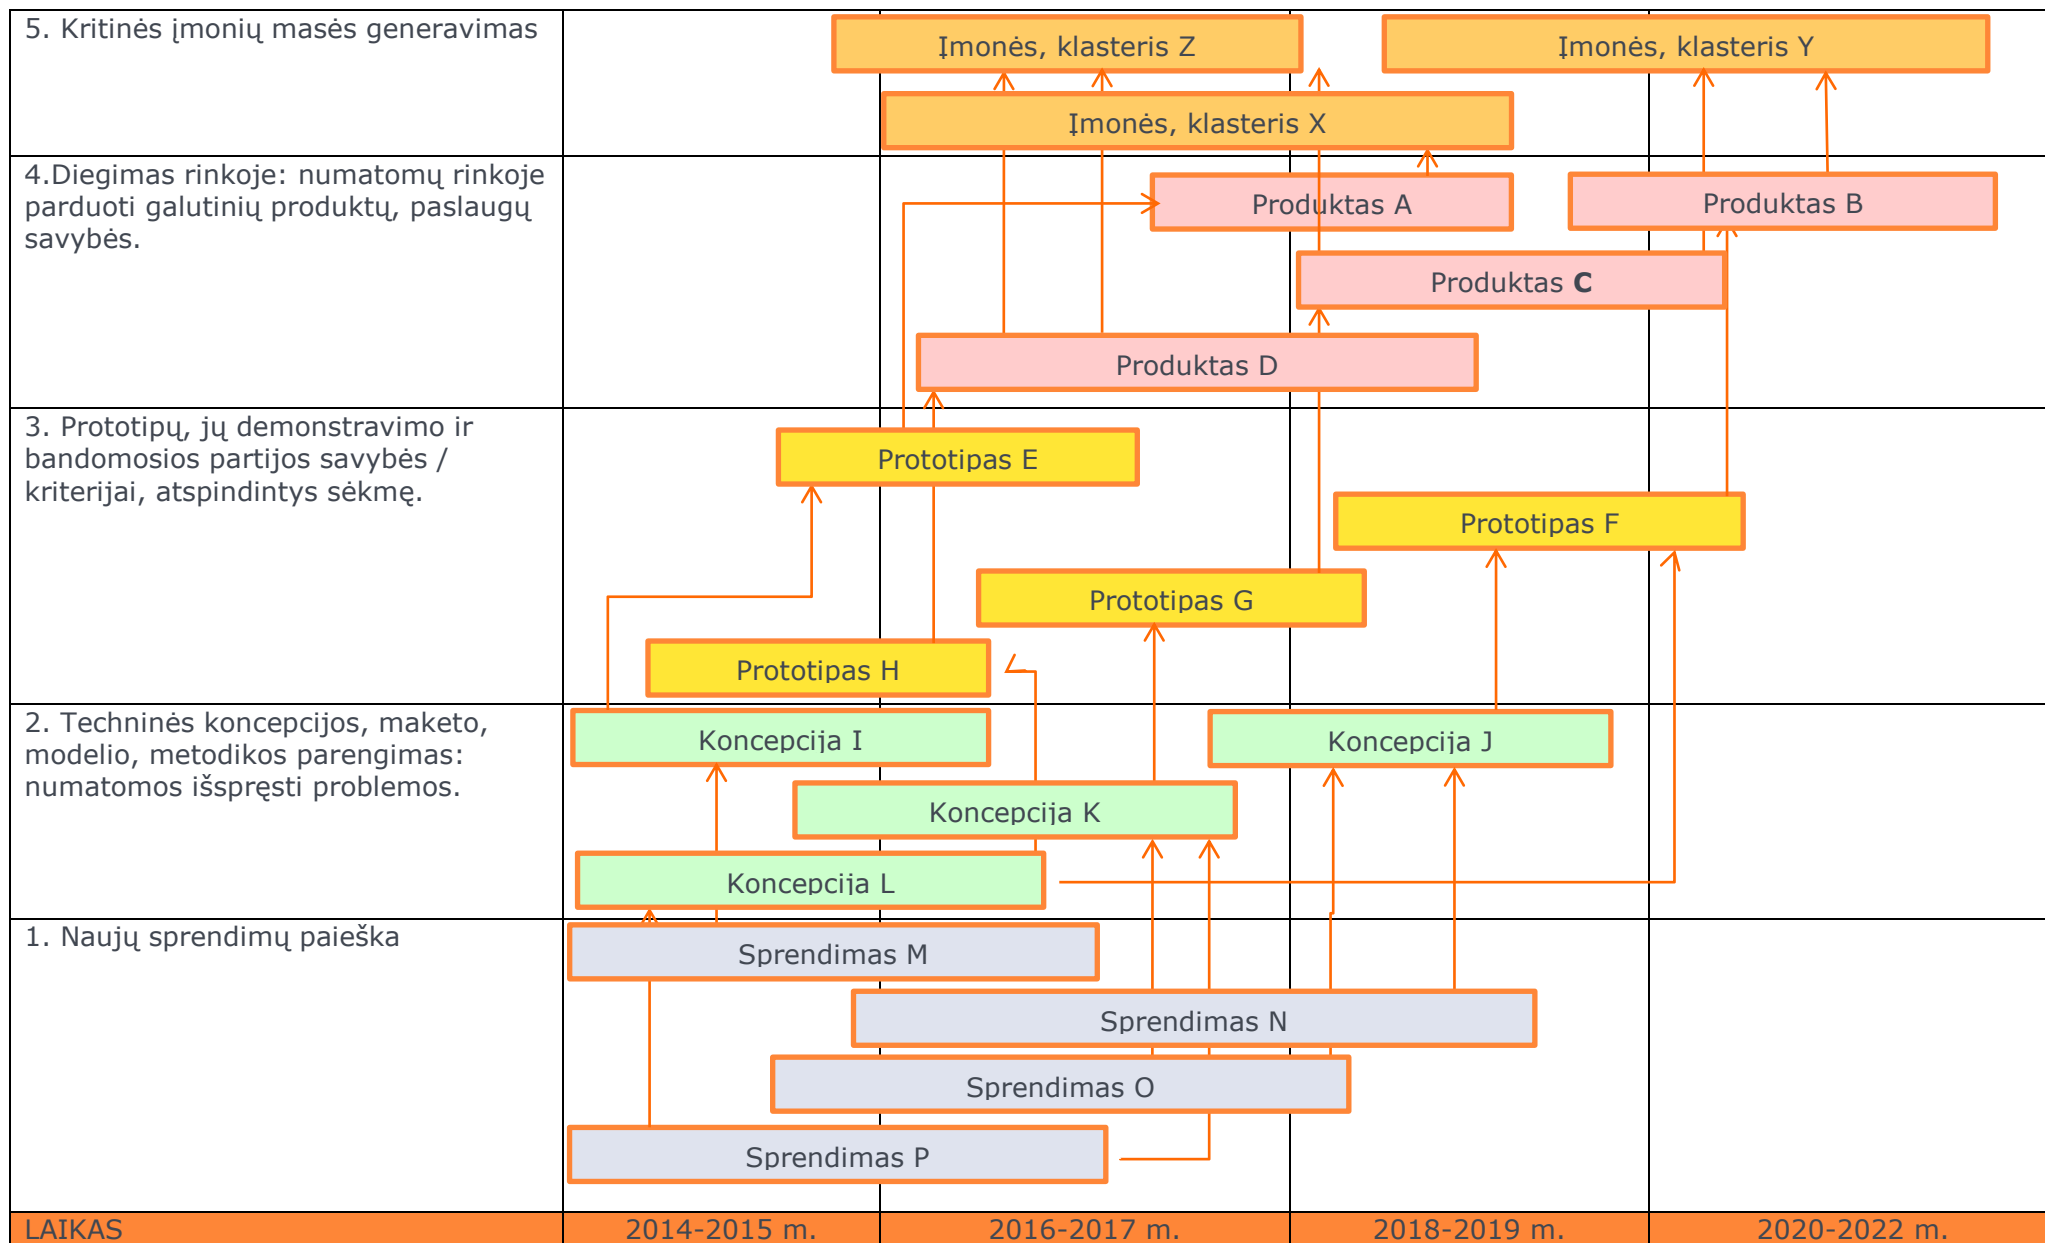 5. Kritinės įmonių masės generavimas
Įmonės, klasteris Z
Įmonės, klasteris Y
Įmonės, klasteris X
4.Diegimas rinkoje: numatomų rinkoje
parduoti galutinių produktų, paslaugų
savybės.
Produktas A
Produktas B
Produktas C
Produktas D
3. Prototipų, jų demonstravimo ir
bandomosios partijos savybės /
kriterijai, atspindintys sėkmę.
Prototipas E
Prototipas F
Prototipas G
Prototipas H
2. Techninės koncepcijos, maketo,
modelio, metodikos parengimas:
numatomos išspręsti problemos.
Koncepcija I
Koncepcija J
Koncepcija K
Koncepcija L
1. Naujų sprendimų paieška
Sprendimas M
Sprendimas N
Sprendimas O
Sprendimas P
LAIKAS
2014-2015 m.
2016-2017 m.
2018-2019 m.
2020-2022 m.